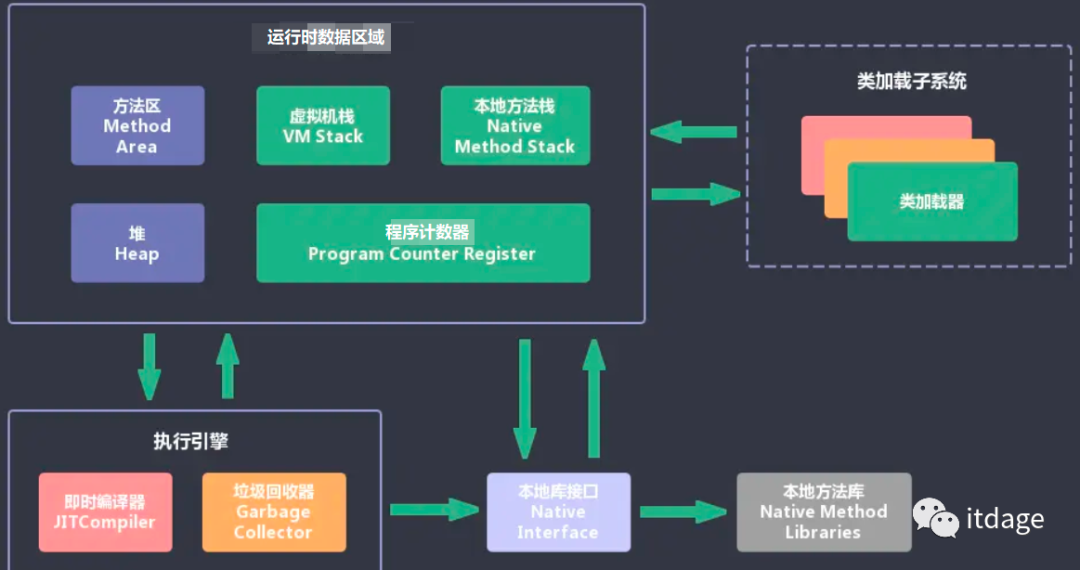 运行时数据区域
类加载子系统
方法区
Method
Area
虚拟机栈
VM Stack
本地方法栈
Native
Method Stack
类加载器
堆
Heap
程序计数器
Program Counter Register
执行引擎
即时编译器
JITCompiler
垃圾回收器
Garbage
Collector
本地库接口
Native
Interface
本地方法库
Native Method
Libraries
itdage